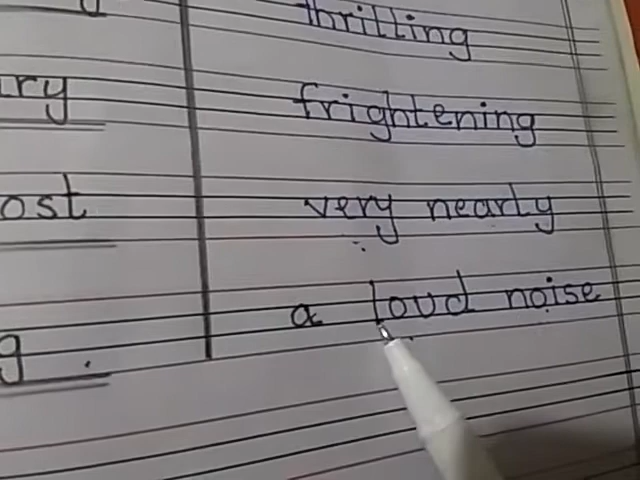 thrilling
ry frightening
ost very nearly
g a loud noise